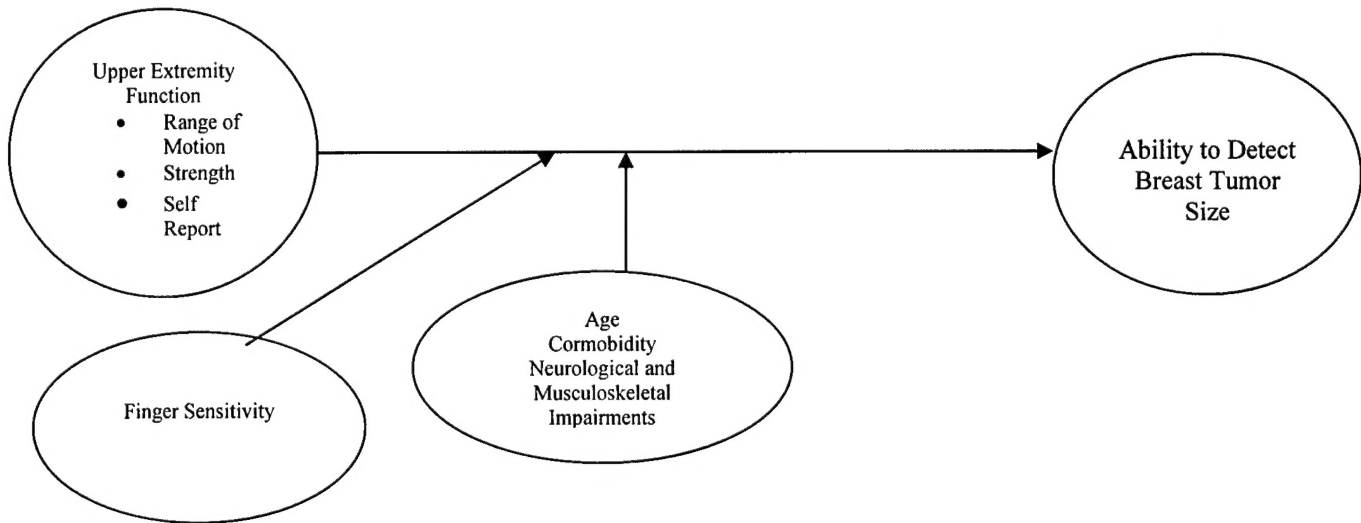 Upper Extremity
Function
• Range of
Motion
• Strength
• Self
Report
Ability to Detect
Breast Tumor
Size
Age
Cormobidity
Neurological and
Musculoskeletal
Impairments
Finger Sensitivity